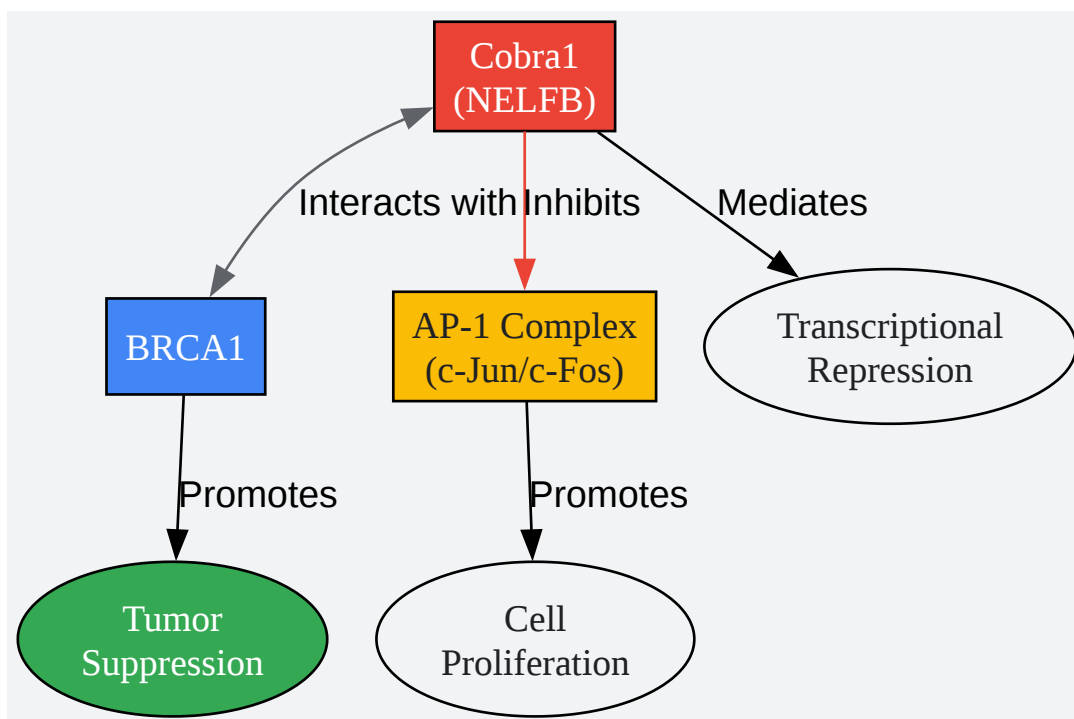 Cobra1
(NELFB)
Interacts with
Inhibits
Mediates
BRCA1
AP-1 Complex
(c-Jun/c-Fos)
Transcriptional
Repression
Promotes
Promotes
Tumor
Suppression
Cell
Proliferation